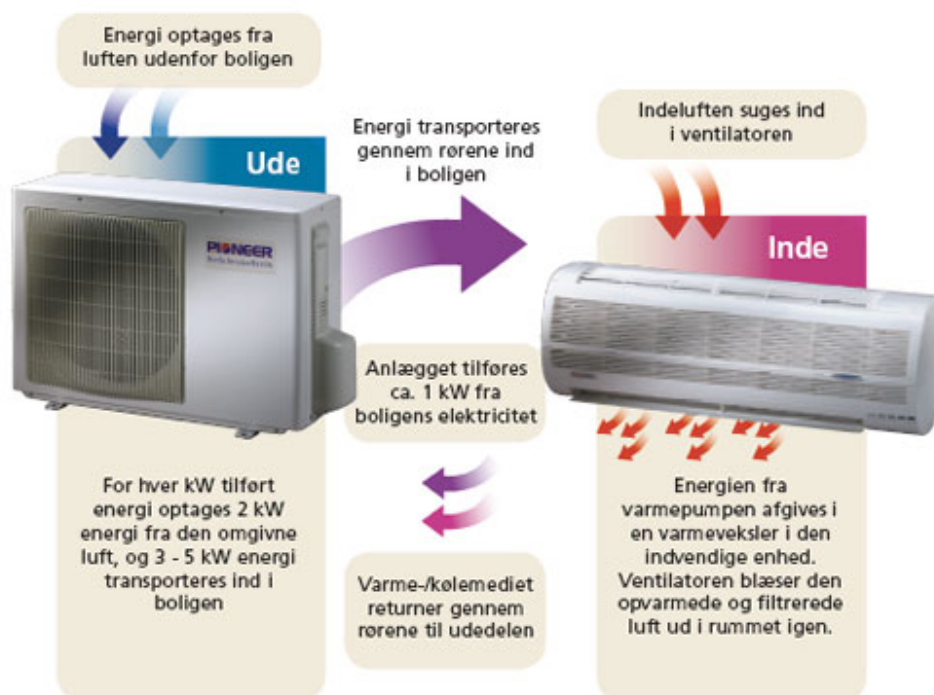 Energi optages fra
luften udenfor boligen
Ude
PIONEER
For hver kW tilført
energi optages 2 kW
energi fra den omgivne
luft, og 3 - 5 kW energi
transporteres ind i
boligen
Energi transporteres
gennem rørene ind
i boligen
Anlægget tilføres
ca. 1 kW fra
boligens elektricitet
Varme-/kølemediet
returner gennem
rørene til udedelen
Indeluften suges ind
i ventilatoren
Inde
Energien fra
varmepumpen afgives i
en varmeveksler i den
indvendige enhed.
Ventilatoren blæser den
opvarmede og filtrerede
luft ud i rummet igen.